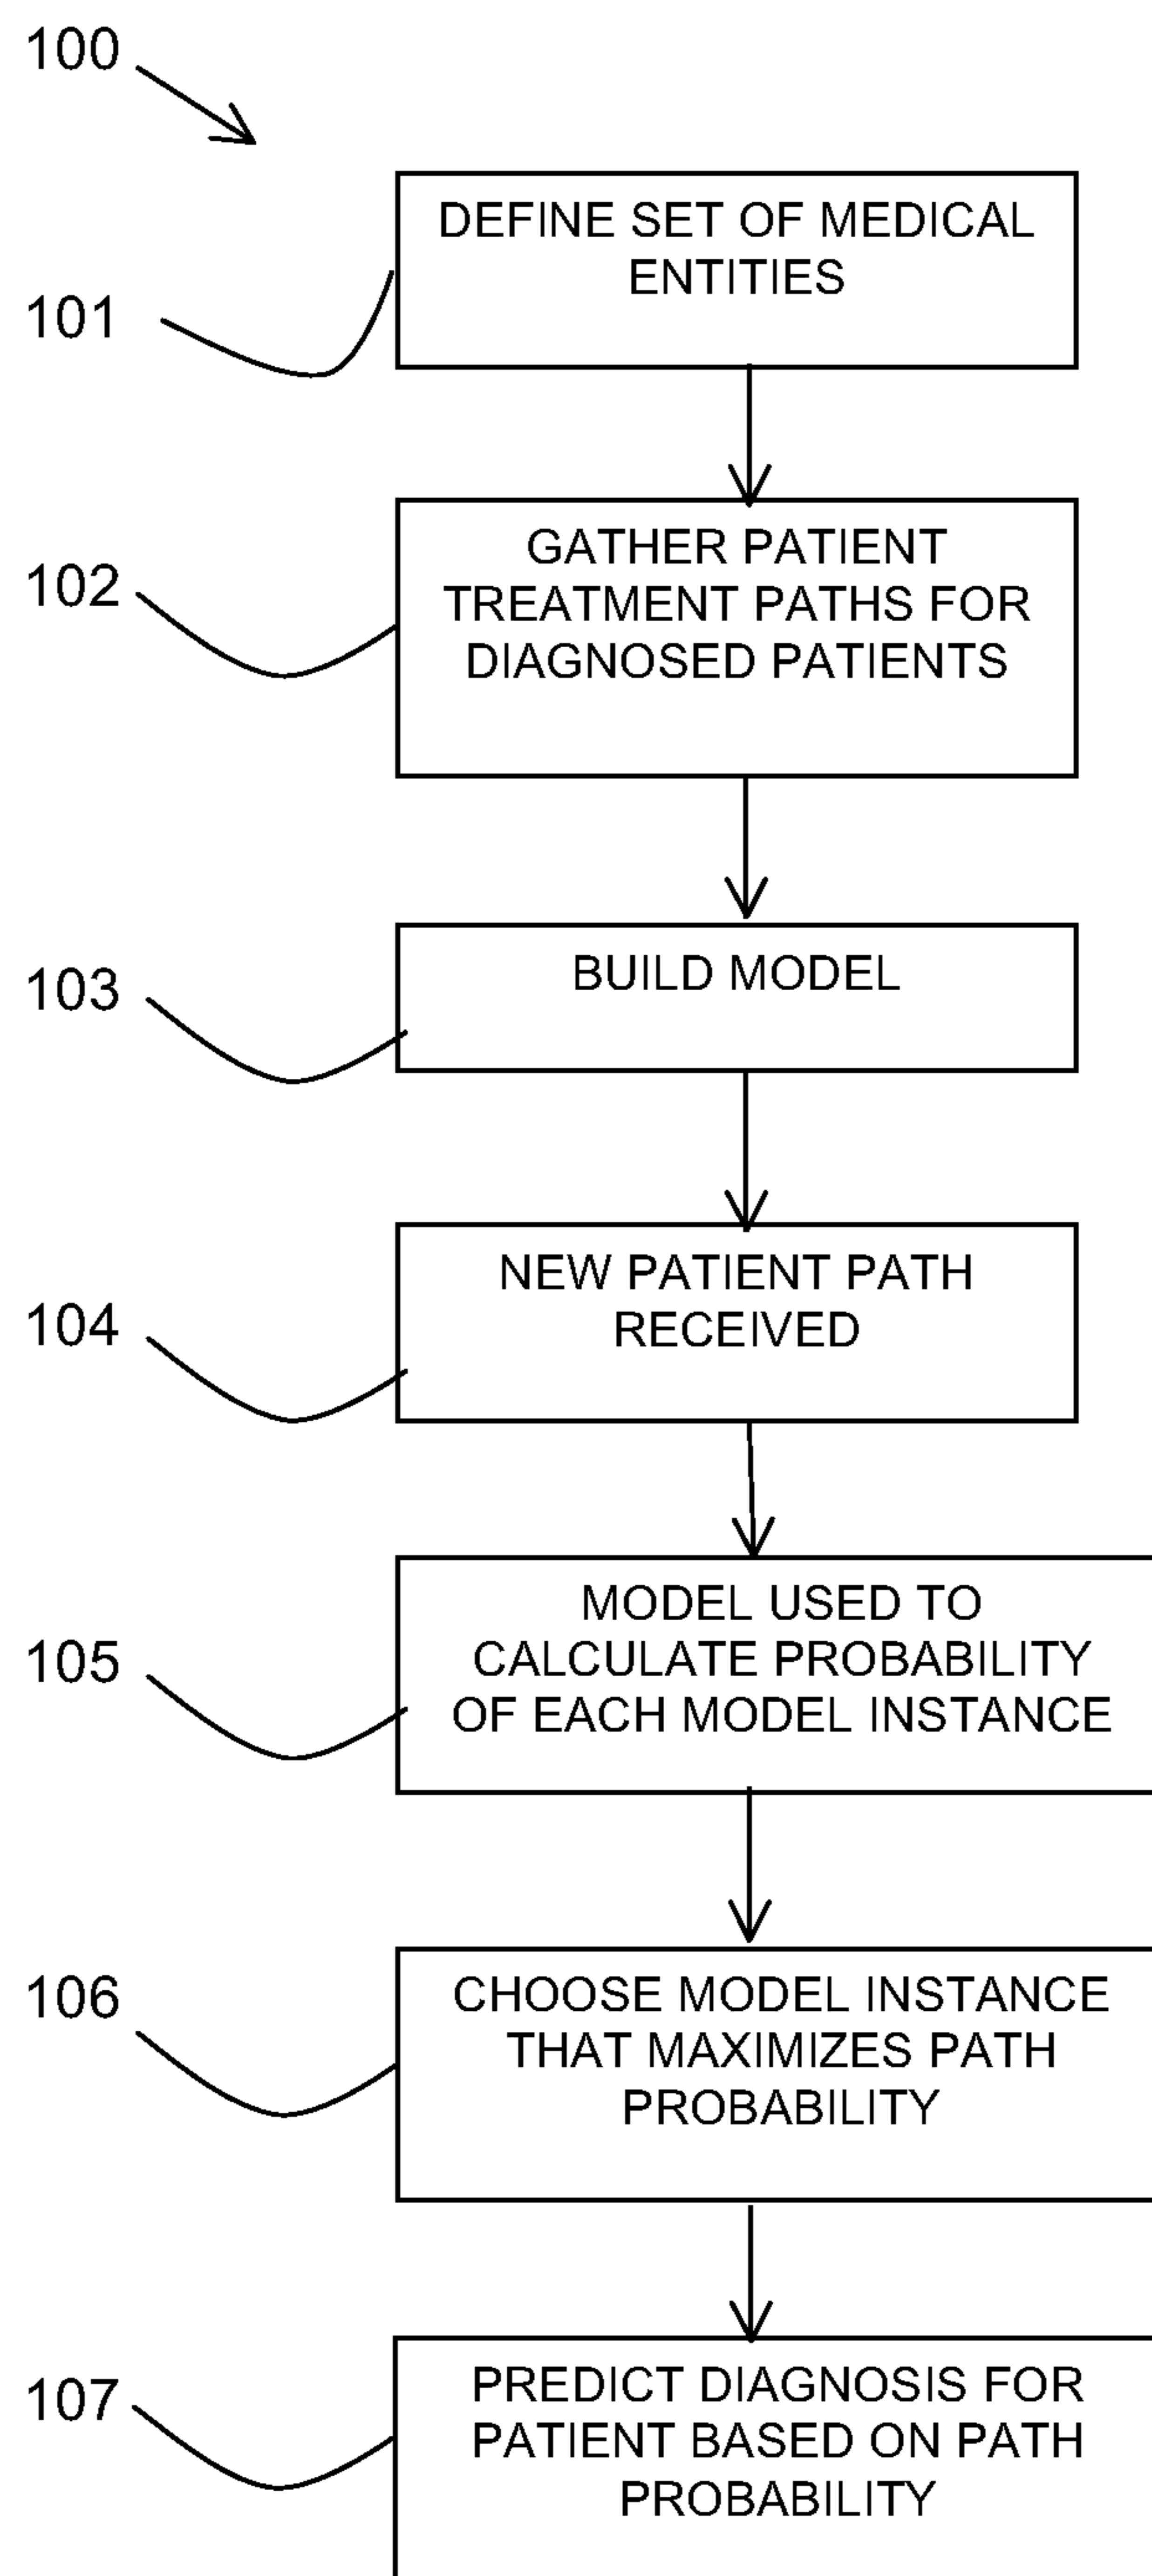 100
DEFINE SET OF MEDICAL
ENTITIES
101
GATHER PATIENT
TREATMENT PATHS FOR
DIAGNOSED PATIENTS
102
BUILD MODEL
103
NEW PATIENT PATH
RECEIVED
104
MODEL USED TO
CALCULATE PROBABILITY
OF EACH MODEL INSTANCE
105
CHOOSE MODEL INSTANCE
THAT MAXIMIZES PATH
PROBABILITY
106
PREDICT DIAGNOSIS FOR
PATIENT BASED ON PATH
PROBABILITY
107